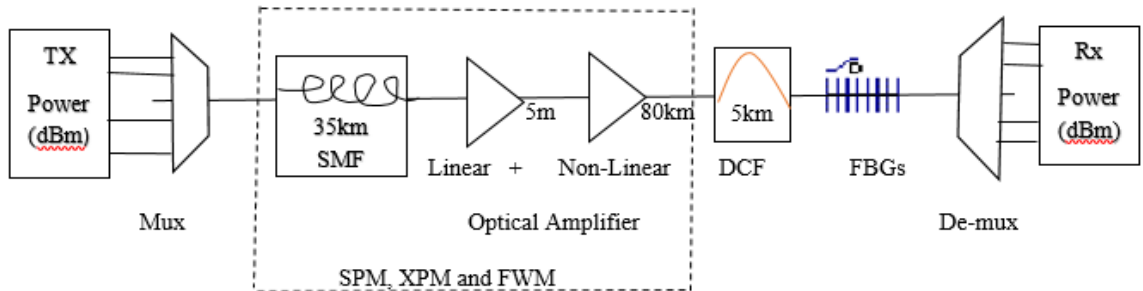 TX
Power
(dBm)
Mux
35km
SMF
5m
80km
Linear + Non-Linear
Optical Amplifier
SPM, XPM and FWM
5km
DCF
FBGs
De-mux
Rx
Power
(dBm)